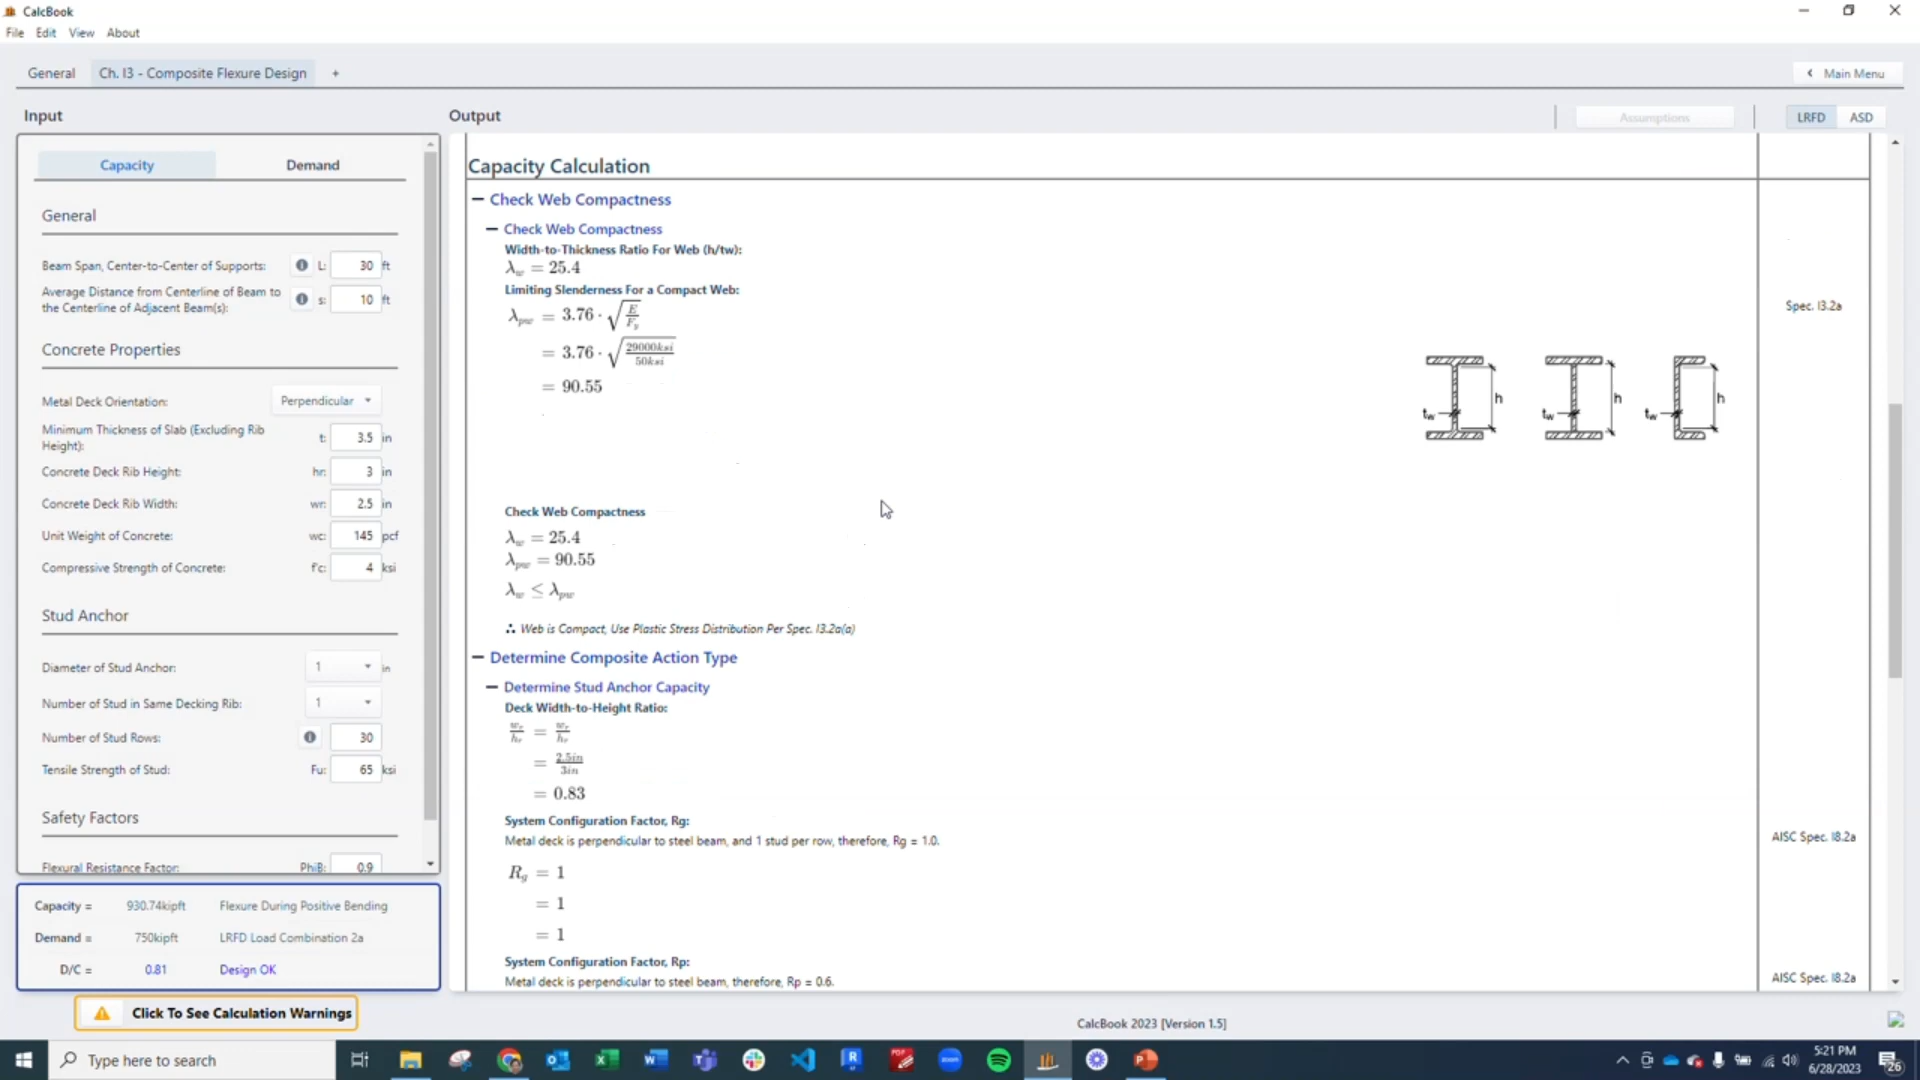 CalcBook
File Edit View About
General Ch. I3 - Composite Flexure Design + Main Menu
Input
Output
Assumptions
LRFD ASD
Capacity Demand
General
Beam Span, Center-to-Center of Supports: L: 30 ft
Average Distance from Centerline of Beam to
the Centerline of Adjacent Beam(s): s: 10 ft
Concrete Properties
Metal Deck Orientation: Perpendicular
Minimum Thickness of Slab (Excluding Rib
Height): t: 3.5 in
Concrete Deck Rib Height: hr: 3 in
Concrete Deck Rib Width: wr: 2.5 in
Unit Weight of Concrete: wc: 145 pcf
Compressive Strength of Concrete: f'c: 4 ksi
Stud Anchor
Diameter of Stud Anchor: 1 in
Number of Stud in Same Decking Rib: 1
Number of Stud Rows: 30
Tensile Strength of Stud: Fu: 65 ksi
Safety Factors
Flexural Resistance Factor: PhiB: 0.9
Capacity = 930.74kipft Flexure During Positive Bending
Demand = 750kipft LRFD Load Combination 2a
D/C = 0.81 Design OK
Click To See Calculation Warnings
Capacity Calculation
Check Web Compactness
Check Web Compactness
Width-to-Thickness Ratio For Web (h/tw):
λw = 25.4
Limiting Slenderness For a Compact Web:
λpw = 3.76 · √(E/Fy)
= 3.76 · √(29000ksi/50ksi)
= 90.55
Spec. I3.2a
tw h tw h tw h
Check Web Compactness
λw = 25.4
λpw = 90.55
λw ≤ λpw
∴ Web is Compact, Use Plastic Stress Distribution Per Spec. I3.2a(a)
Determine Composite Action Type
Determine Stud Anchor Capacity
Deck Width-to-Height Ratio:
wr/hr = wr/hr
= 2.5in/3in
= 0.83
System Configuration Factor, Rg:
Metal deck is perpendicular to steel beam, and 1 stud per row, therefore, Rg = 1.0.
AISC Spec. I8.2a
Rg = 1
= 1
= 1
System Configuration Factor, Rp:
Metal deck is perpendicular to steel beam, therefore, Rp = 0.6.
AISC Spec. I8.2a
CalcBook 2023 [Version 1.5]
Type here to search
5:21 PM
6/28/2023
26